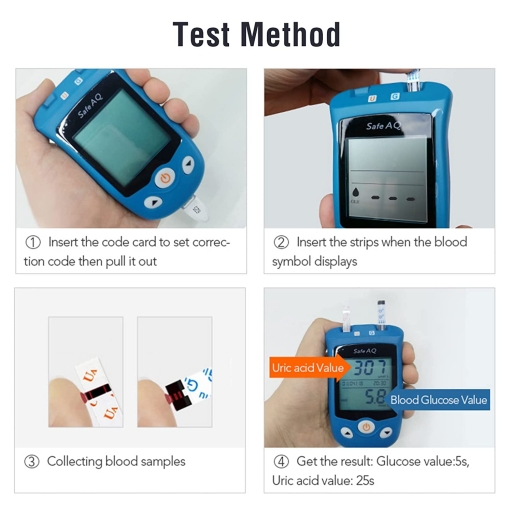 Test Method
U G
Safe AQ
① Insert the code card to set correc-
tion code then pull it out
U G
Safe AQ
② Insert the strips when the blood
symbol displays
UA
UA
G
③ Collecting blood samples
Safe AQ
Uric acid Value
307
5.8
Blood Glucose Value
④ Get the result: Glucose value:5s,
Uric acid value: 25s